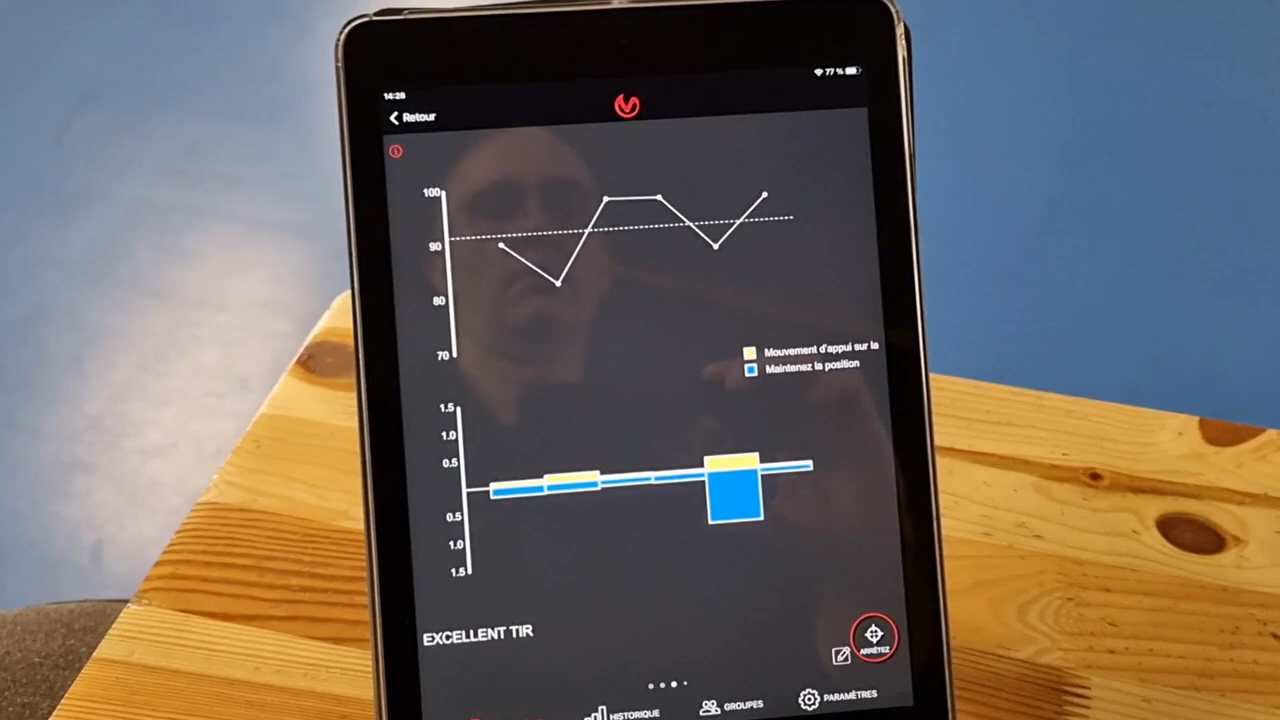 14:28
77 %
Retour
100
90
80
70
Mouvement d'appui sur la
Maintenez la position
1.5
1.0
0.5
0.5
1.0
1.5
EXCELLENT TIR
ARRÊTEZ
HISTORIQUE
GROUPES
PARAMÈTRES